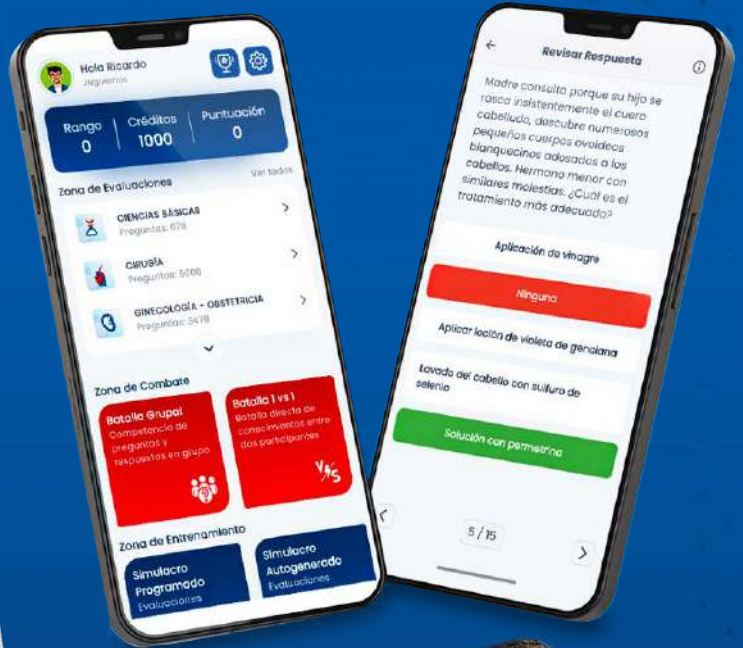 Hola Ricardo
Juguemos
Rango
0
Créditos
1000
Puntuación
0
Zona de Evaluaciones
Ver todos
CIENCIAS BÁSICAS
Preguntas: 678
CIRUGÍA
Preguntas: 5000
GINECOLOGÍA - OBSTETRICIA
Preguntas: 3478
Zona de Combate
Batalla Grupal
Competencia de
preguntas y
respuestas en grupo
Batalla 1 vs 1
Batalla directa de
conocimientos entre
dos participantes
VS
Zona de Entrenamiento
Simulacro
Programado
Evaluaciones
Simulacro
Autogenerado
Evaluaciones
Revisar Respuesta
Madre consulta porque su hijo se
rasca insistentemente el cuero
cabelludo, descubre numerosos
pequeños cuerpos ovoideos
blanquecinos adosados a los
cabellos. Hermano menor con
similares molestias. ¿Cuál es el
tratamiento más adecuado?
Aplicación de vinagre
Ninguna
Aplicar loción de violeta de genciana
Lavado del cabello con sulfuro de
selenio
Solución con permetrina
5 / 15